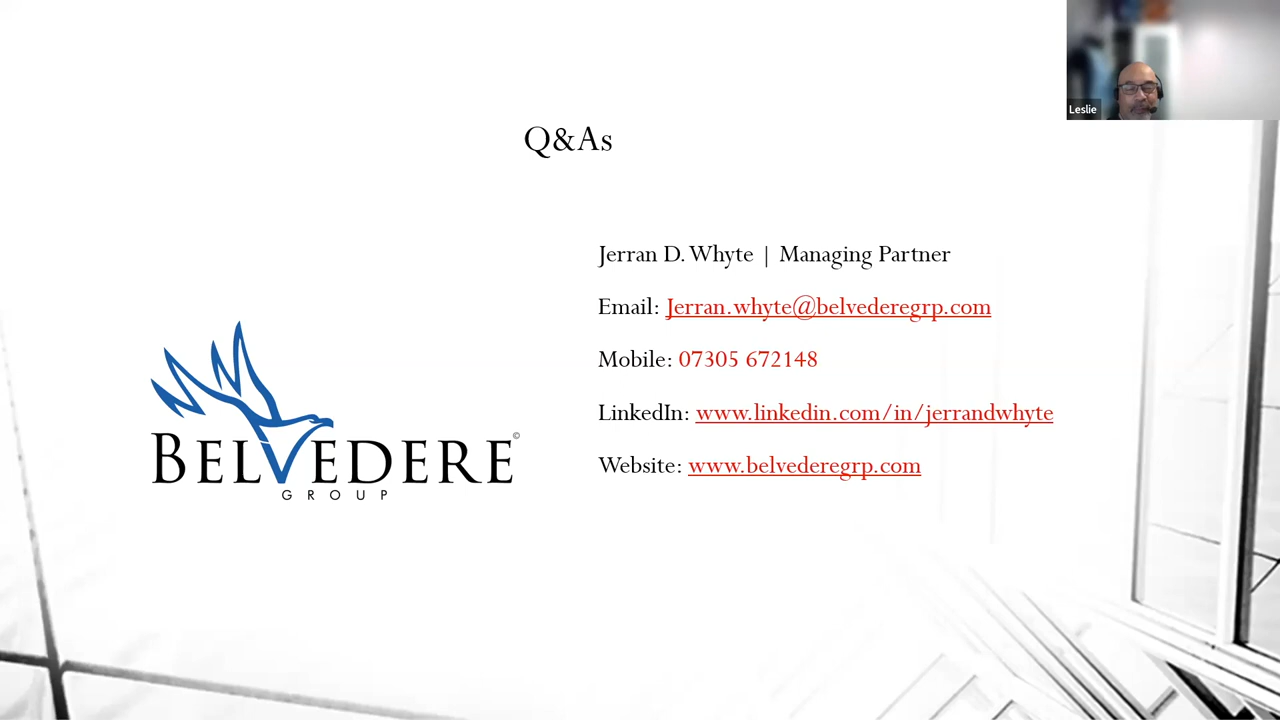 Leslie
Q&As
Jerran D. Whyte | Managing Partner
Email: Jerran.whyte@belvederegrp.com
Mobile: 07305 672148
LinkedIn: www.linkedin.com/in/jerrandwhyte
Website: www.belvederegrp.com
BELVEDERE©
GROUP